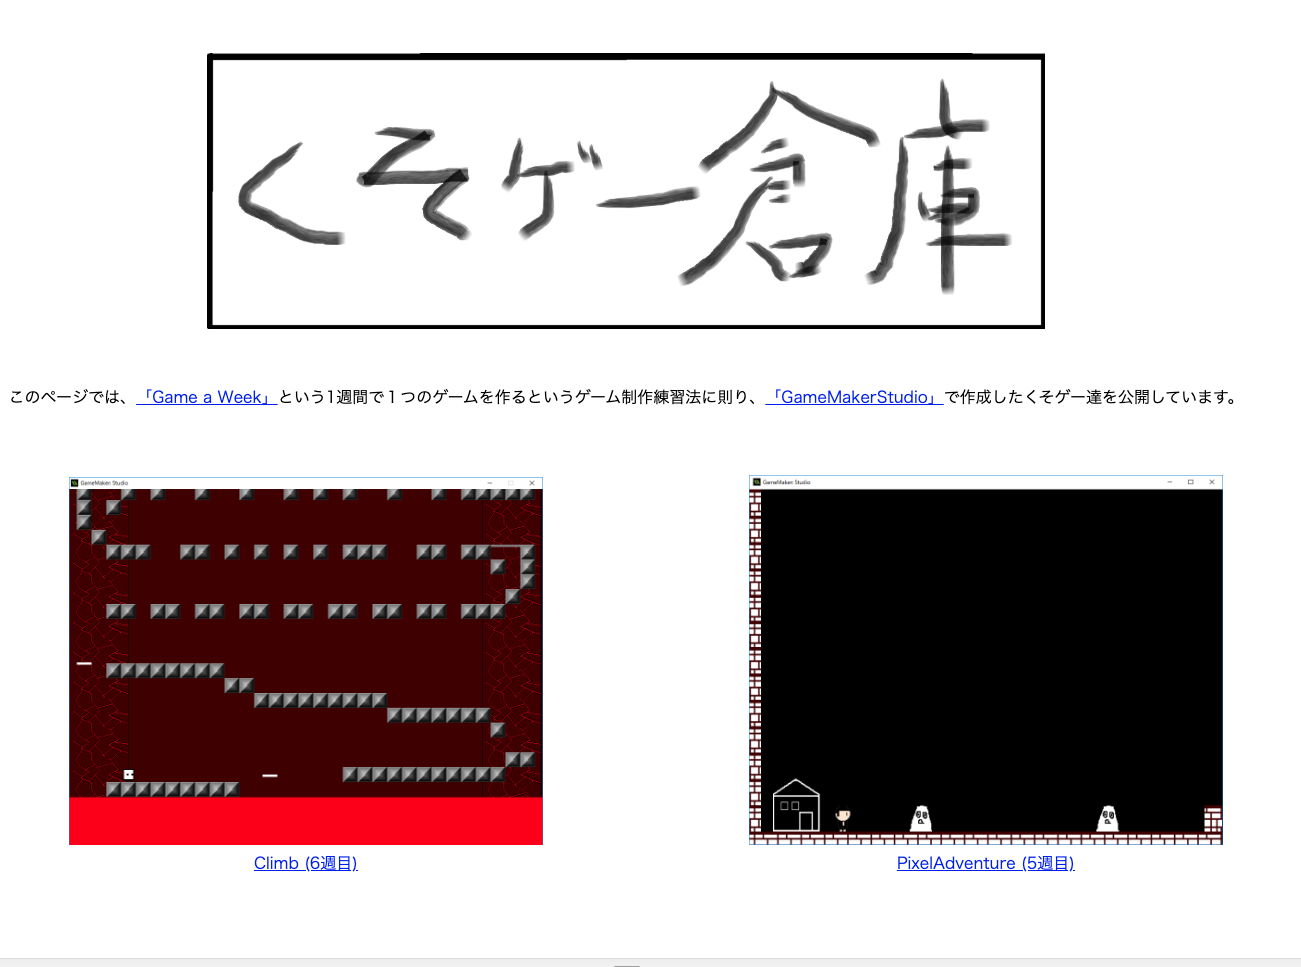 くそゲー倉庫
このページでは、「Game a Week」という1週間で１つのゲームを作るというゲーム制作練習法に則り、「GameMakerStudio」で作成したくそゲー達を公開しています。
GameMaker Studio
GameMaker Studio
Climb (6週目)
PixelAdventure (5週目)